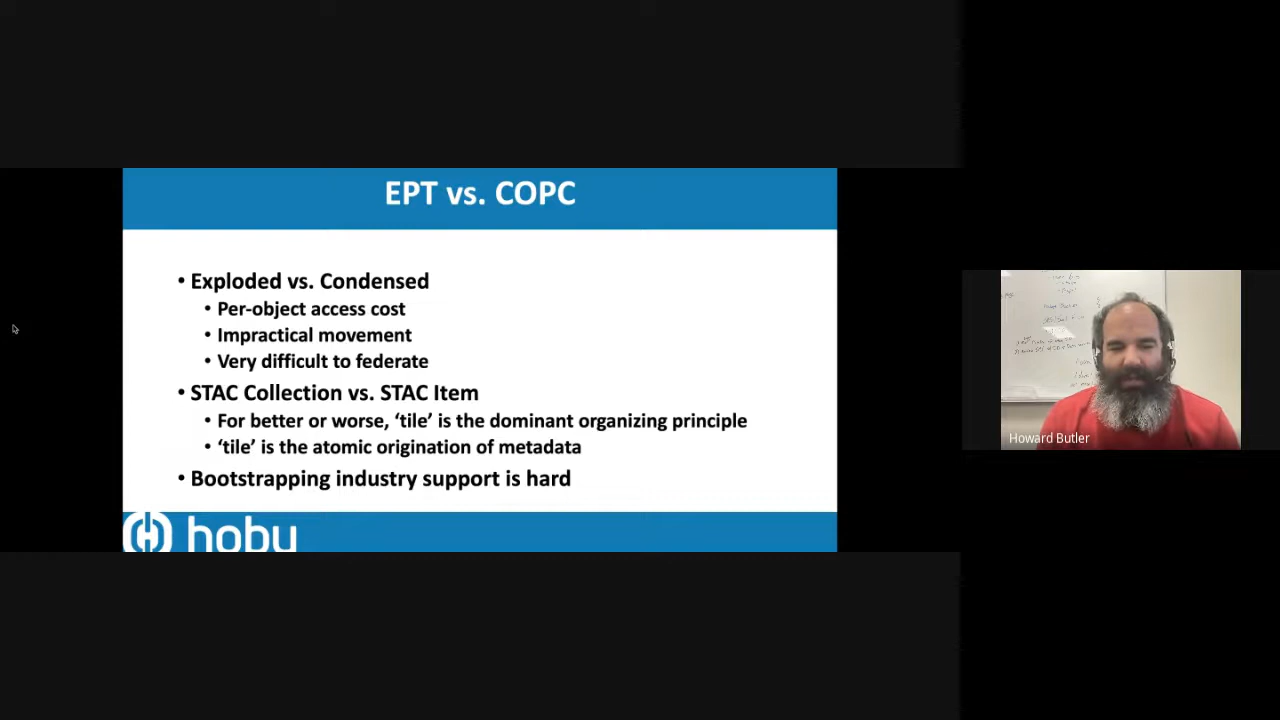 EPT vs. COPC
• Exploded vs. Condensed
• Per-object access cost
• Impractical movement
• Very difficult to federate
• STAC Collection vs. STAC Item
• For better or worse, ‘tile’ is the dominant organizing principle
• ‘tile’ is the atomic origination of metadata
• Bootstrapping industry support is hard
hobu
Howard Butler